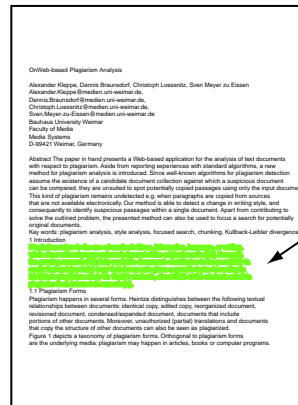 OnWeb-based Plagiarism Analysis
Alexander Kleppe, Dennis Braunsdorf, Christoph Loessnitz, Sven Meyer zu Eissen
Alexander.Kleppe@medien.uni-weimar.de,
Dennis.Braunsdorf@medien.uni-weimar.de,
Christoph.Loessnitz@medien.uni-weimar.de,
Sven.Meyer-zu-Eissen@medien.uni-weimar.de
Bauhaus University Weimar
Faculty of Media
Media Systems
D-99421 Weimar, Germany
Abstract The paper in hand presents a Web-based application for the analysis of text documents
with respect to plagiarism. Aside from reporting experiences with standard algorithms, a new
method for plagiarism analysis is introduced. Since well-known algorithms for plagiarism detection
assume the existence of a candidate document collection against which a suspicious document
can be compared, they are unsuited to spot potentially copied passages using only the input docume
This kind of plagiarism remains undetected e.g. when paragraphs are copied from sources
that are not available electronically. Our method is able to detect a change in writing style, and
consequently to identify suspicious passages within a single document. Apart from contributing to
solve the outlined problem, the presented method can also be used to focus a search for potentially
original documents.
Key words: plagiarism analysis, style analysis, focused search, chunking, Kullback-Leibler divergence
1 Introduction
1.1 Plagiarism Forms
Plagiarism happens in several forms. Heintze distinguishes between the following textual
relationships between documents: identical copy, edited copy, reorganized document,
revisioned document, condensed/expanded document, documents that include
portions of other documents. Moreover, unauthorized (partial) translations and documents
that copy the structure of other documents can also be seen as plagiarized.
Figure 1 depicts a taxonomy of plagiarism forms. Orthogonal to plagiarism forms
are the underlying media: plagiarism may happen in articles, books or computer programs.